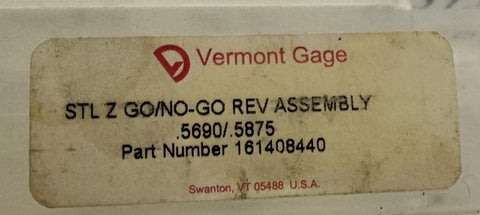 Vermont Gage
STL Z GO/NO-GO REV ASSEMBLY
.5690/.5875
Part Number 161408440
Swanton, VT 05488 U.S.A.